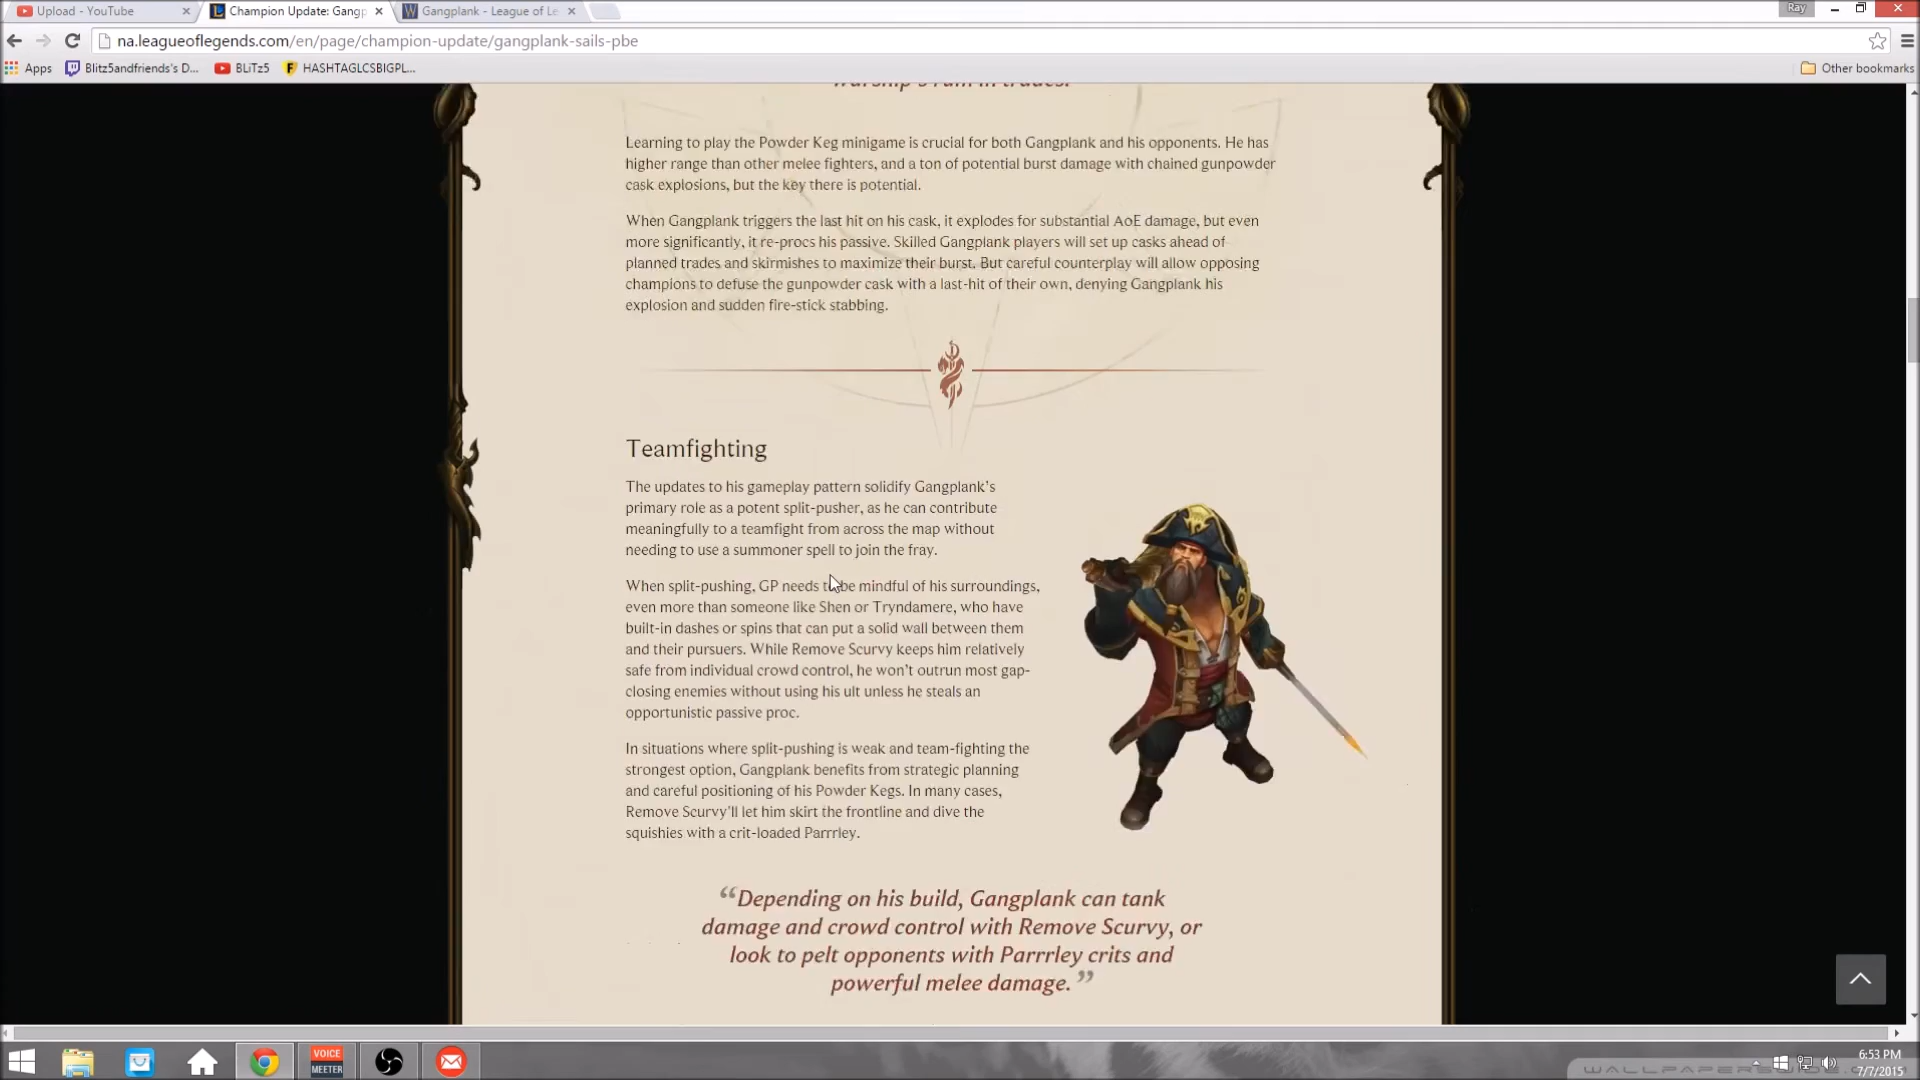 Upload - YouTube
Champion Update: Gangp
Gangplank - League of Le
Ray
na.leagueoflegends.com/en/page/champion-update/gangplank-sails-pbe
Apps
Blitz5andfriends's D...
BLiTz5
HASHTAGLCSBIGPL...
Other bookmarks
warship's rum in trades.
Learning to play the Powder Keg minigame is crucial for both Gangplank and his opponents. He has
higher range than other melee fighters, and a ton of potential burst damage with chained gunpowder
cask explosions, but the key there is potential.
When Gangplank triggers the last hit on his cask, it explodes for substantial AoE damage, but even
more significantly, it re-procs his passive. Skilled Gangplank players will set up casks ahead of
planned trades and skirmishes to maximize their burst. But careful counterplay will allow opposing
champions to defuse the gunpowder cask with a last-hit of their own, denying Gangplank his
explosion and sudden fire-stick stabbing.
Teamfighting
The updates to his gameplay pattern solidify Gangplank's
primary role as a potent split-pusher, as he can contribute
meaningfully to a teamfight from across the map without
needing to use a summoner spell to join the fray.
When split-pushing, GP needs to be mindful of his surroundings,
even more than someone like Shen or Tryndamere, who have
built-in dashes or spins that can put a solid wall between them
and their pursuers. While Remove Scurvy keeps him relatively
safe from individual crowd control, he won't outrun most gap-
closing enemies without using his ult unless he steals an
opportunistic passive proc.
In situations where split-pushing is weak and team-fighting the
strongest option, Gangplank benefits from strategic planning
and careful positioning of his Powder Kegs. In many cases,
Remove Scurvy'll let him skirt the frontline and dive the
squishies with a crit-loaded Parrrley.
“Depending on his build, Gangplank can tank
damage and crowd control with Remove Scurvy, or
look to pelt opponents with Parrrley crits and
powerful melee damage.”
VOICE
MEETER
6:53 PM
7/7/2015